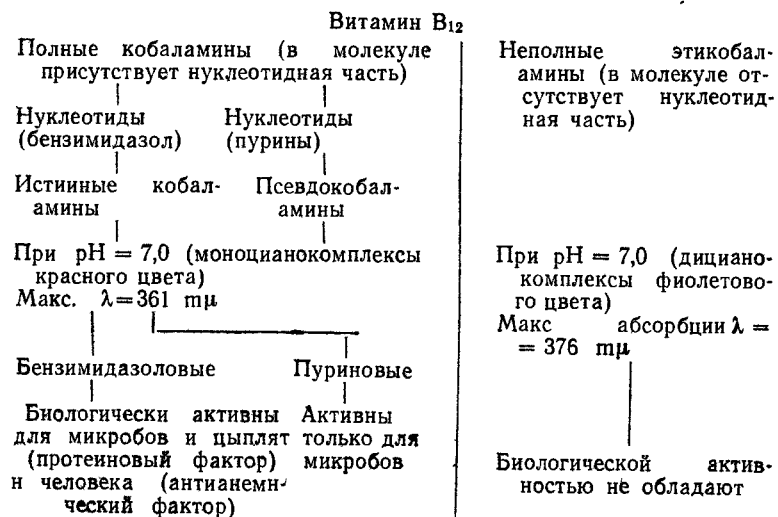 Витамин В12
Полные кобаламины (в молекуле
присутствует нуклеотидная часть)
Нуклеотиды
(бензимидазол)
Нуклеотиды
(пурины)
Истииные кобал-
амины
Псевдокобал-
амины
При pH = 7,0 (моноцианокомплексы
красного цвета)
Макс. λ=361 mμ
Бензимидазоловые
Пуриновые
Биологически активны
для микробов и цыплят
(протеиновый фактор)
н человека (антианемн-
ческий фактор)
Активны
только для
микробов
Неполные этикобал-
амины (в молекуле от-
сутствует нуклеотид-
ная часть)
При pH = 7,0 (дициано-
комплексы фиолетово-
го цвета)
Макс абсорбции λ =
= 376 mμ
Биологической актив-
ностью не обладают